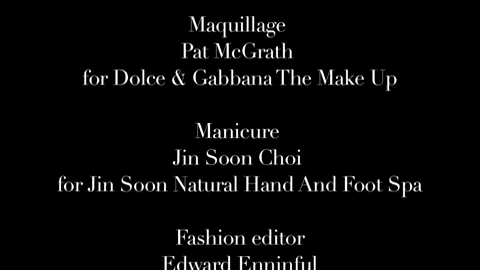 Maquillage
Pat McGrath
for Dolce & Gabbana The Make Up
Manicure
Jin Soon Choi
for Jin Soon Natural Hand And Foot Spa
Fashion editor
Edward Enninful